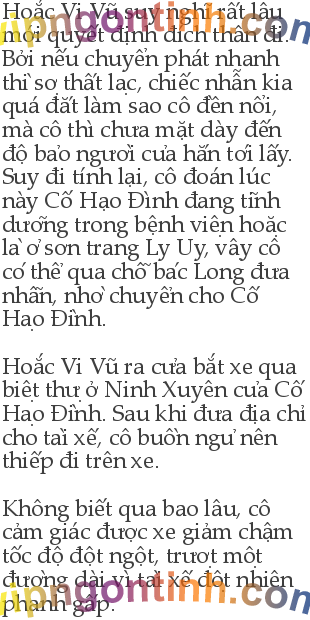 Hoắc Vi Vũ suy nghĩ rất lâu
mới quyết định đích thân đi.
Bởi nếu chuyển phát nhanh
thì sợ thất lạc, chiếc nhẫn kia
quá đắt làm sao cô đền nổi,
mà cô thì chưa mặt dày đến
độ bảo người của hắn tới lấy.
Suy đi tính lại, cô đoán lúc
này Cố Hạo Đình đang tĩnh
dưỡng trong bệnh viện hoặc
là ở sơn trang Ly Uy, vậy cô
có thể qua chỗ bác Long đưa
nhẫn, nhờ chuyển cho Cố
Hạo Đình.
Hoắc Vi Vũ ra cửa bắt xe qua
biệt thự ở Ninh Xuyên của Cố
Hạo Đình. Sau khi đưa địa chỉ
cho tài xế, cô buồn ngủ nên
thiếp đi trên xe.
Không biết qua bao lâu, cô
cảm giác được xe giảm chậm
tốc độ đột ngột, trượt một
đường dài vì tài xế đột nhiên
phanh gấp.